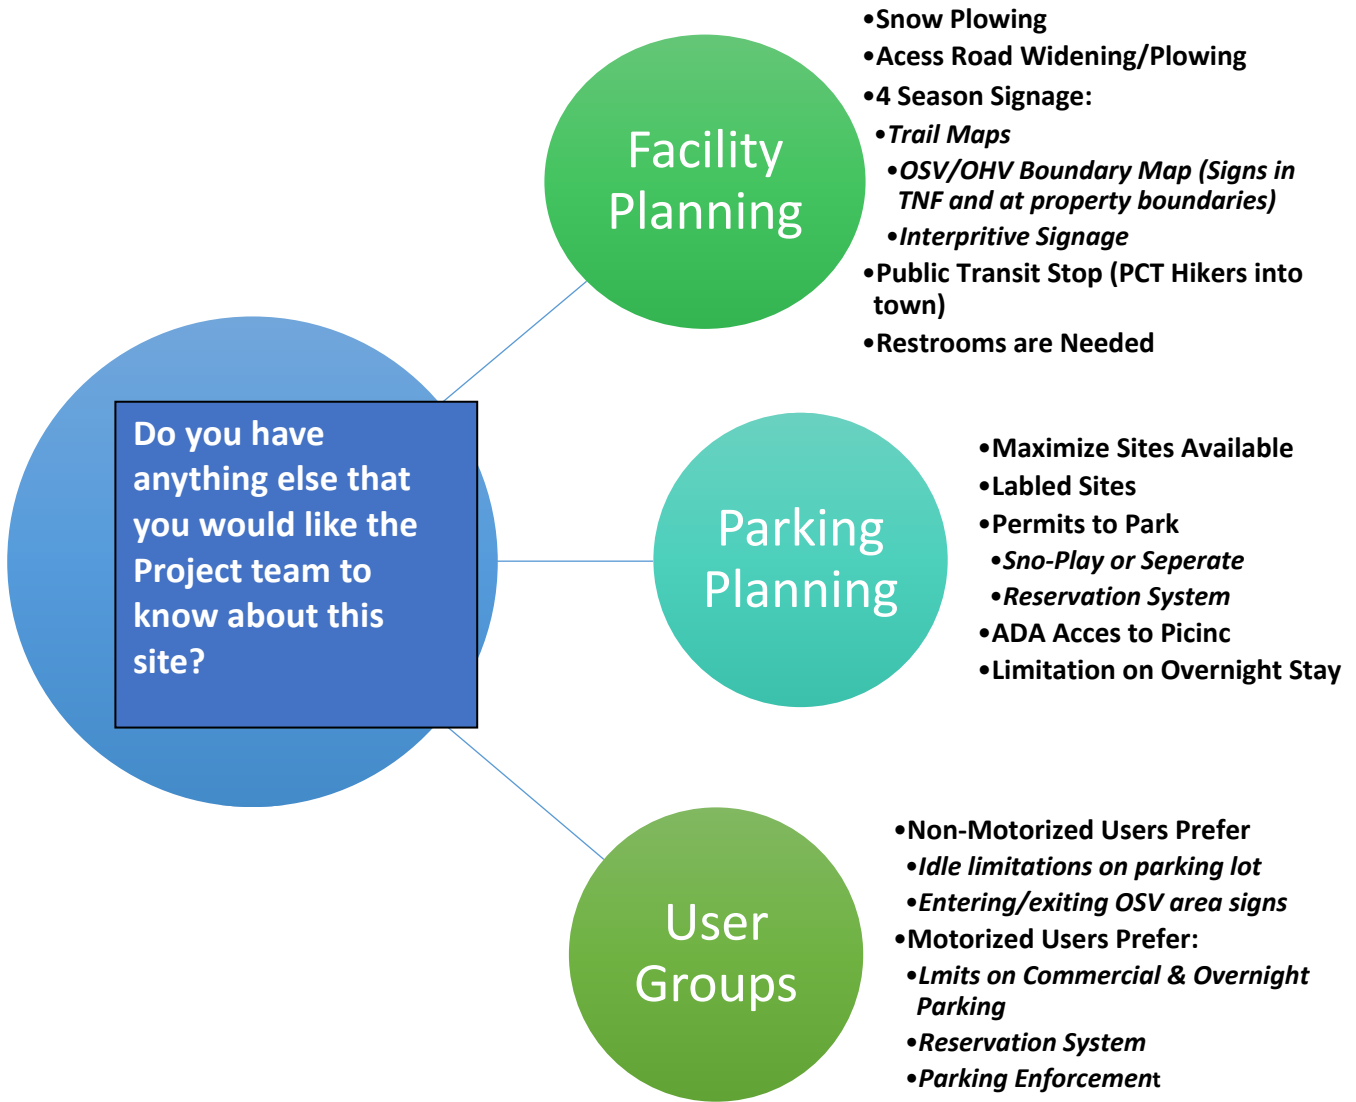 Do you have
anything else that
you would like the
Project team to
know about this
site?
Facility
Planning
•Snow Plowing
•Acess Road Widening/Plowing
•4 Season Signage:
•Trail Maps
•OSV/OHV Boundary Map (Signs in
TNF and at property boundaries)
•Interpritive Signage
•Public Transit Stop (PCT Hikers into
town)
•Restrooms are Needed
Parking
Planning
•Maximize Sites Available
•Labled Sites
•Permits to Park
•Sno-Play or Seperate
•Reservation System
•ADA Acces to Picinc
•Limitation on Overnight Stay
User
Groups
•Non-Motorized Users Prefer
•Idle limitations on parking lot
•Entering/exiting OSV area signs
•Motorized Users Prefer:
•Lmits on Commercial & Overnight
Parking
•Reservation System
•Parking Enforcement